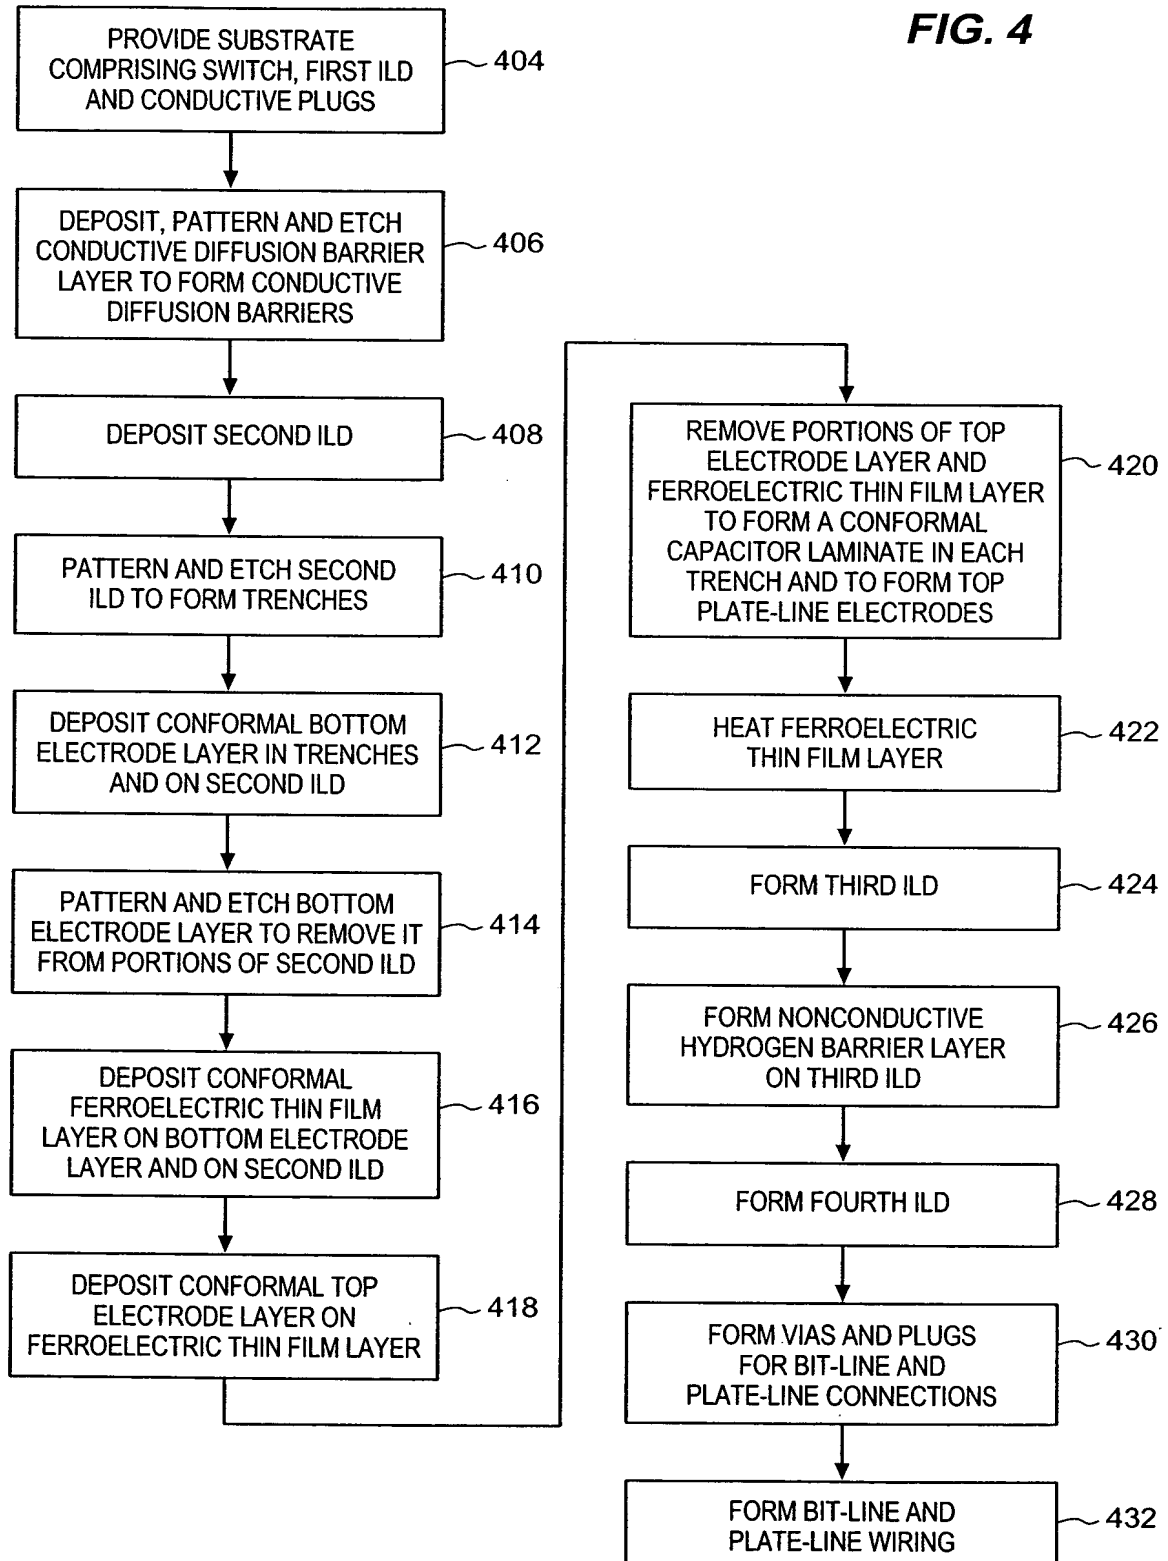 FIG. 4
PROVIDE SUBSTRATE
COMPRISING SWITCH, FIRST ILD
AND CONDUCTIVE PLUGS
404
DEPOSIT, PATTERN AND ETCH
CONDUCTIVE DIFFUSION BARRIER
LAYER TO FORM CONDUCTIVE
DIFFUSION BARRIERS
406
DEPOSIT SECOND ILD
408
PATTERN AND ETCH SECOND
ILD TO FORM TRENCHES
410
DEPOSIT CONFORMAL BOTTOM
ELECTRODE LAYER IN TRENCHES
AND ON SECOND ILD
412
PATTERN AND ETCH BOTTOM
ELECTRODE LAYER TO REMOVE IT
FROM PORTIONS OF SECOND ILD
414
DEPOSIT CONFORMAL
FERROELECTRIC THIN FILM
LAYER ON BOTTOM ELECTRODE
LAYER AND ON SECOND ILD
416
DEPOSIT CONFORMAL TOP
ELECTRODE LAYER ON
FERROELECTRIC THIN FILM LAYER
418
REMOVE PORTIONS OF TOP
ELECTRODE LAYER AND
FERROELECTRIC THIN FILM LAYER
TO FORM A CONFORMAL
CAPACITOR LAMINATE IN EACH
TRENCH AND TO FORM TOP
PLATE-LINE ELECTRODES
420
HEAT FERROELECTRIC
THIN FILM LAYER
422
FORM THIRD ILD
424
FORM NONCONDUCTIVE
HYDROGEN BARRIER LAYER
ON THIRD ILD
426
FORM FOURTH ILD
428
FORM VIAS AND PLUGS
FOR BIT-LINE AND
PLATE-LINE CONNECTIONS
430
FORM BIT-LINE AND
PLATE-LINE WIRING
432